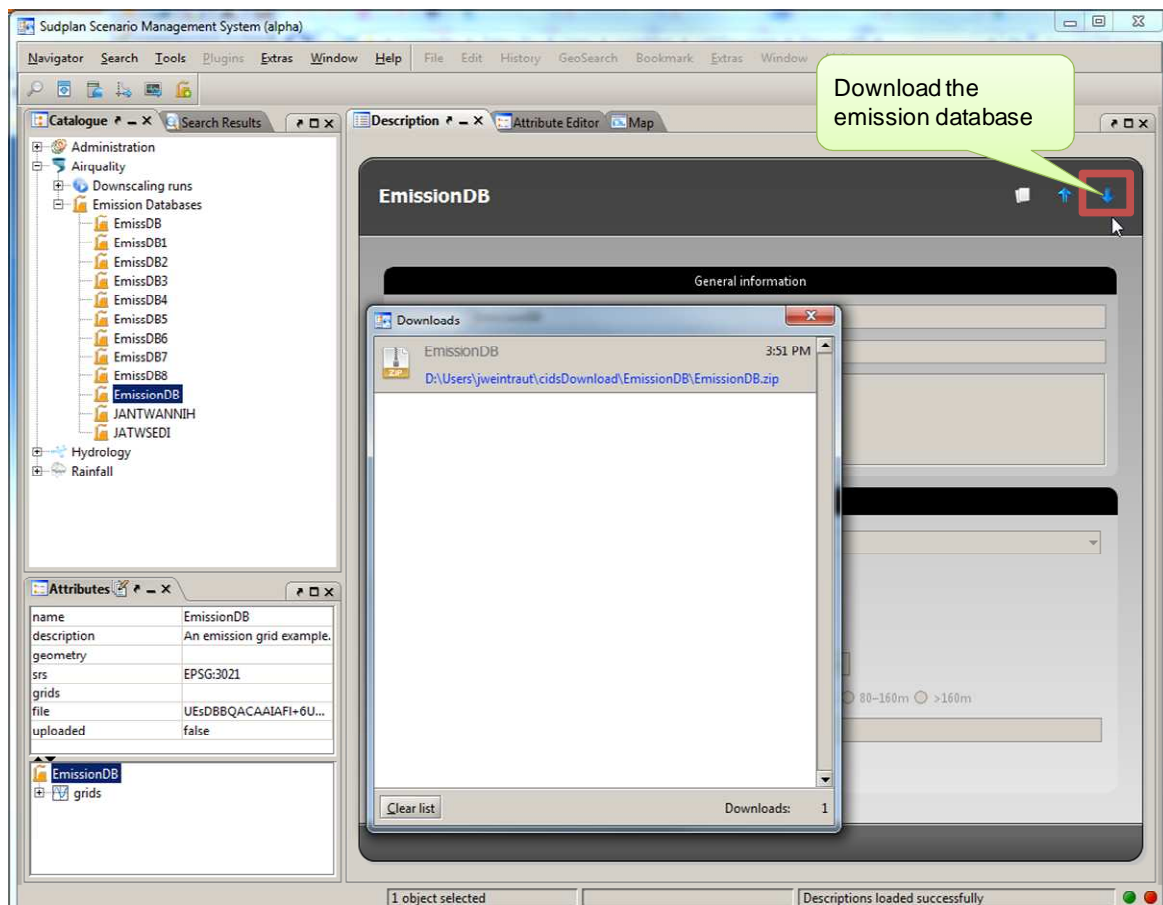 Sudplan Scenario Management System (alpha)
Navigator Search Tools Plugins Extras Window Help File Edit History GeoSearch Bookmark Extras Window
Download the
emission database
Catalogue
Search Results
Description
Attribute Editor
Map
Administration
Airquality
Downscaling runs
Emission Databases
EmissDB
EmissDB1
EmissDB2
EmissDB3
EmissDB4
EmissDB5
EmissDB6
EmissDB7
EmissDB8
EmissionDB
JANTWANNIH
JATWSEDI
Hydrology
Rainfall
EmissionDB
General information
Downloads
EmissionDB 3:51 PM
ZIP
D:\Users\jweintraut\cidsDownload\EmissionDB\EmissionDB.zip
80-160m >160m
Clear list Downloads: 1
Attributes
name EmissionDB
description An emission grid example.
geometry
srs EPSG:3021
grids
file UEsDBBQACAAIAFI+6U...
uploaded false
EmissionDB
grids
1 object selected
Descriptions loaded successfully